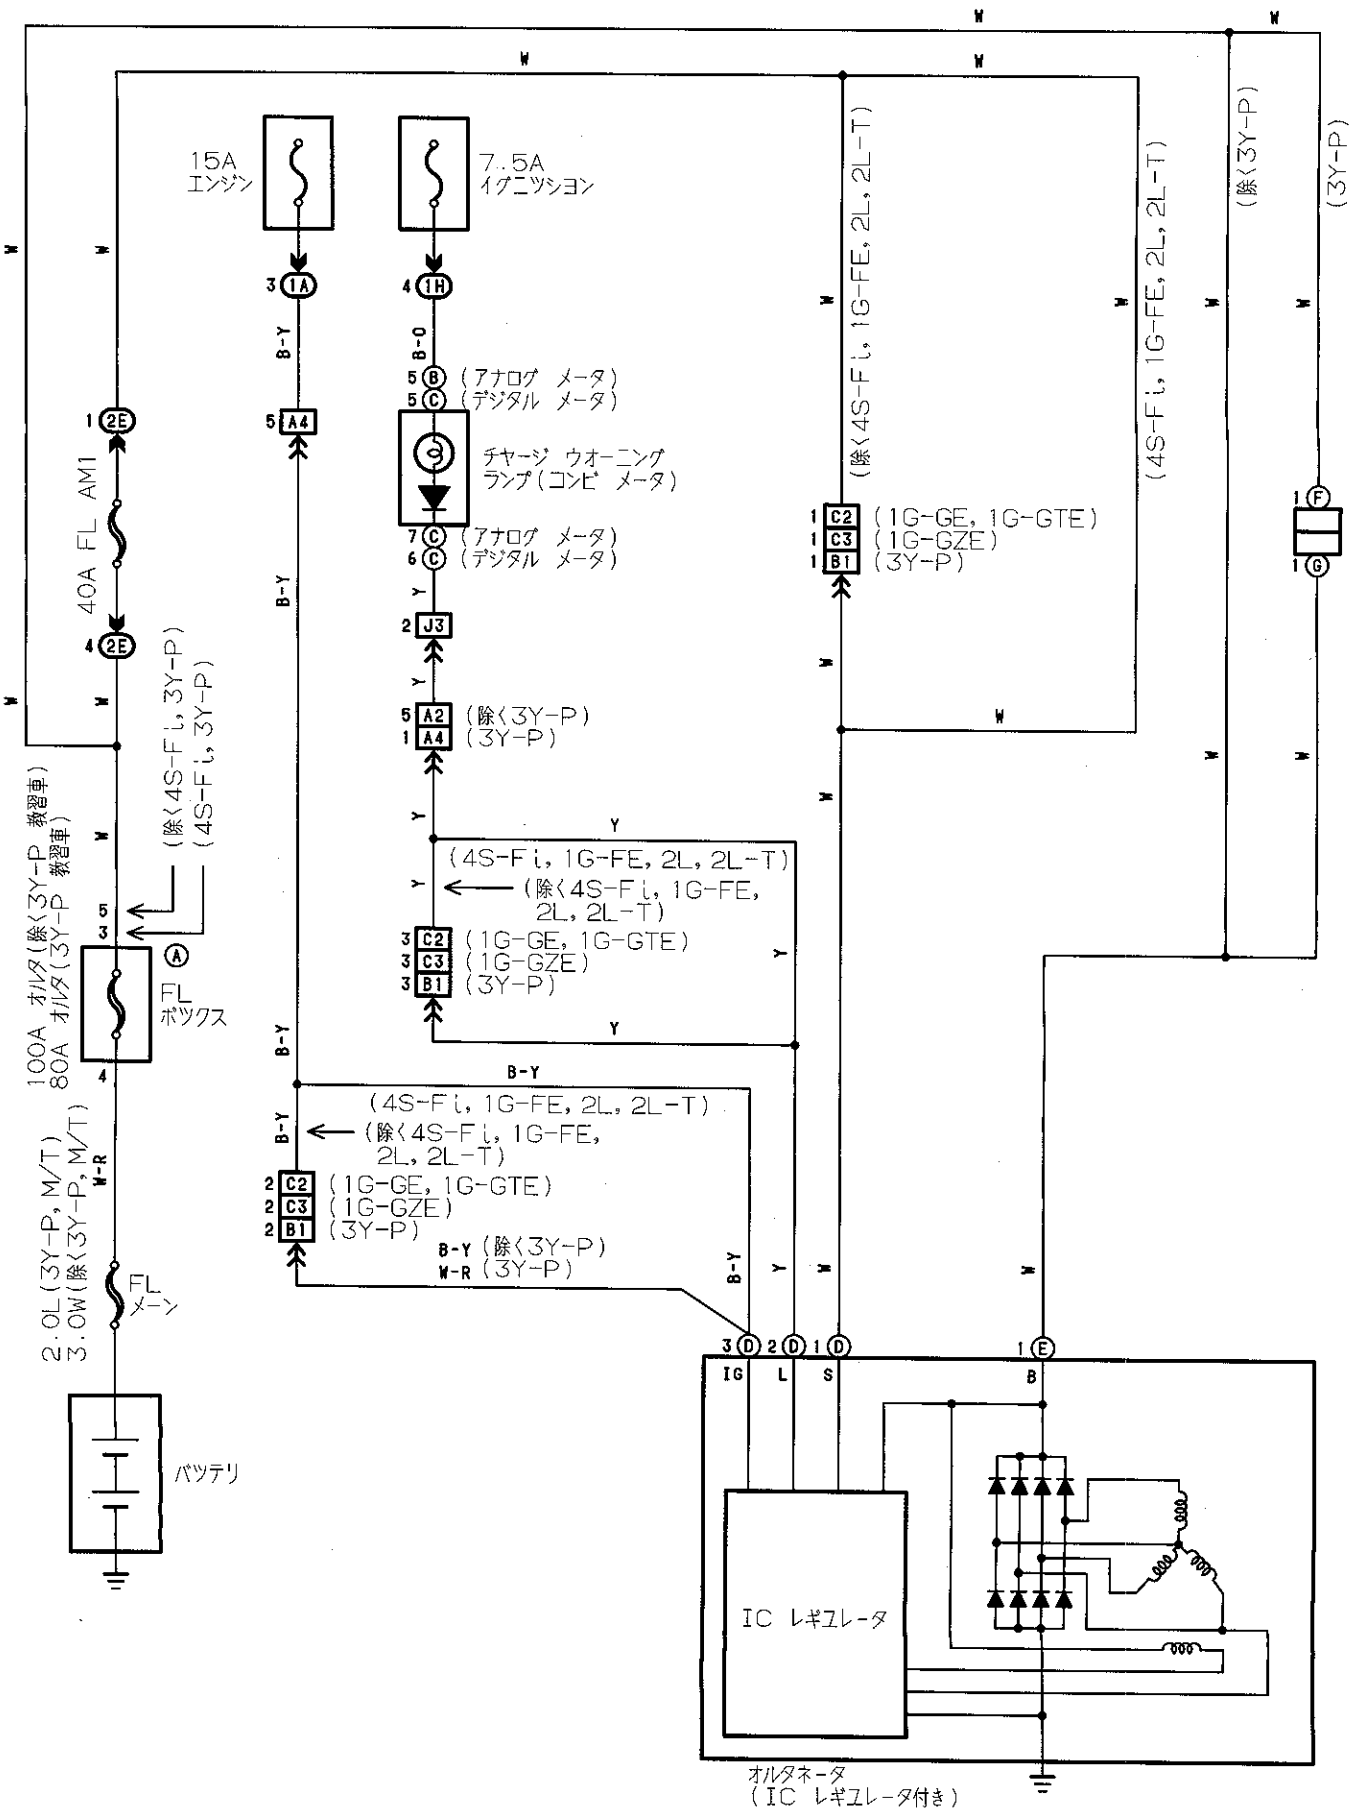 W
W
W
W
W
15A
エンジン
7.5A
イグニツシヨン
(除く3Y-P)
(3Y-P)
(除く4S-Fi, 1G-FE, 2L, 2L-T)
(4S-Fi, 1G-FE, 2L, 2L-T)
W
W
W
W
W
W
3 1A
4 1H
B-Y
B-O
5 B (アナログ メータ)
5 C (デジタル メータ)
1 2E
5 A4
チヤージ ウオーニング
ランプ(コンビ メータ)
40A FL AM1
7 C (アナログ メータ)
6 C (デジタル メータ)
1 C2 (1G-GE, 1G-GTE)
1 C3 (1G-GZE)
1 B1 (3Y-P)
1 F
1 G
B-Y
Y
4 2E
2 J3
W
W
W
Y
5 A2 (除く3Y-P)
1 A4 (3Y-P)
W
W
W
W
(除く4S-Fi, 3Y-P)
(4S-Fi, 3Y-P)
W
Y
Y
(4S-Fi, 1G-FE, 2L, 2L-T)
Y
(除く4S-Fi, 1G-FE,
2L, 2L-T)
100A オルタ(除く3Y-P 教習車)
80A オルタ(3Y-P 教習車)
5
3
A
FL
ボツクス
4
3 C2 (1G-GE, 1G-GTE)
3 C3 (1G-GZE)
3 B1 (3Y-P)
Y
Y
B-Y
B-Y
(4S-Fi, 1G-FE, 2L, 2L-T)
B-Y
(除く4S-Fi, 1G-FE,
2L, 2L-T)
W-R
2 C2 (1G-GE, 1G-GTE)
2 C3 (1G-GZE)
2 B1 (3Y-P)
B-Y (除く3Y-P)
W-R (3Y-P)
2.0L(3Y-P, M/T)
3.0W(除く3Y-P, M/T)
FL
メーン
B-Y
Y
W
W
3 D
2 D
1 D
1 E
IG
L
S
B
バツテリ
IC レギユレータ
オルタネータ
(IC レギユレータ付き)